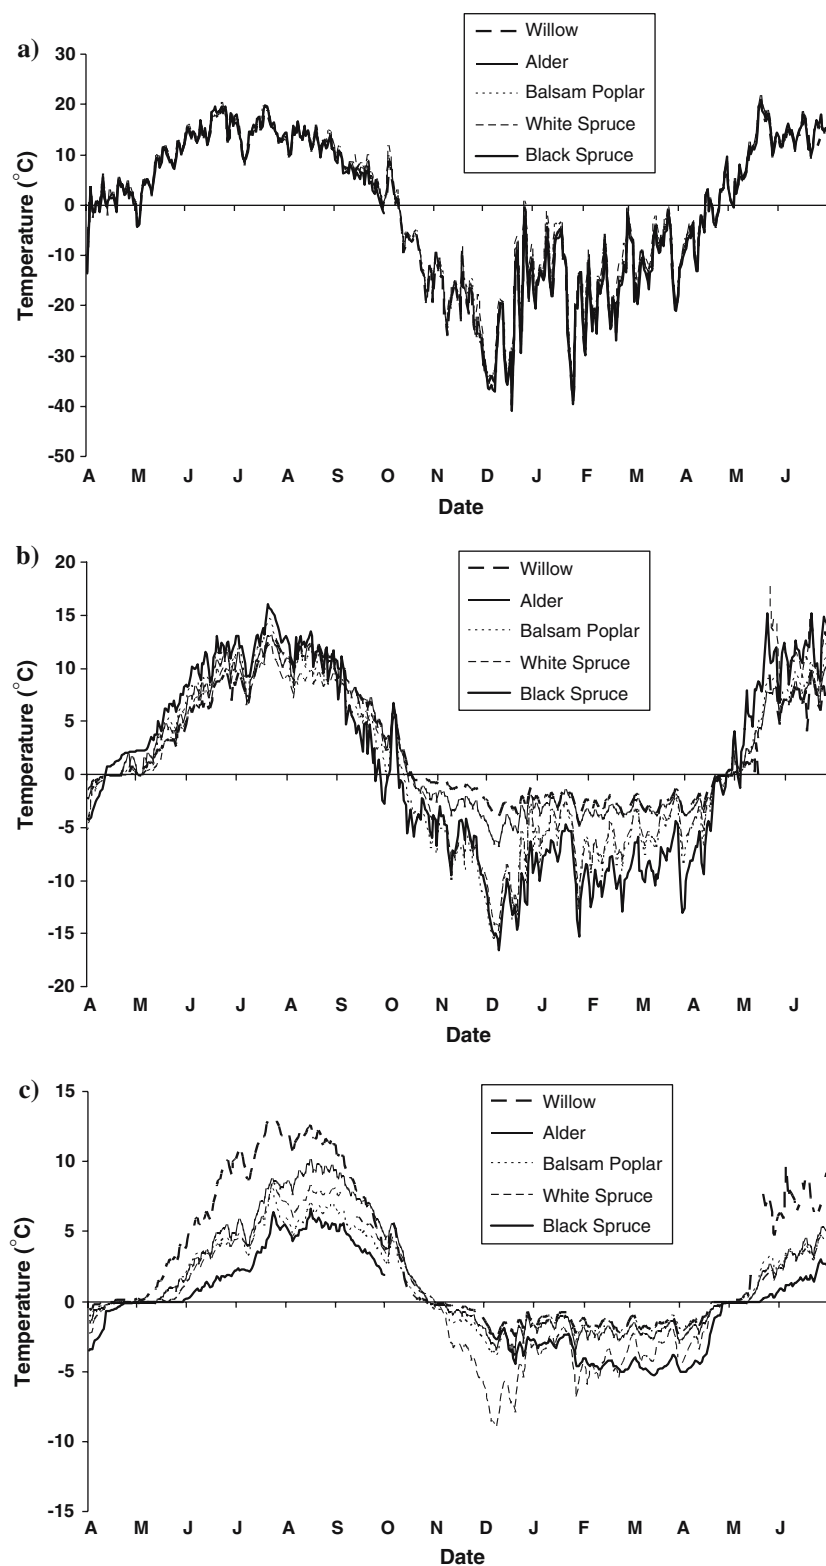 a)
Willow
Alder
Balsam Poplar
White Spruce
Black Spruce
Temperature (°C)
30
20
10
0
-10
-20
-30
-40
-50
A M J J A S O N D J F M A M J
Date
b)
Willow
Alder
Balsam Poplar
White Spruce
Black Spruce
Temperature (°C)
20
15
10
5
0
-5
-10
-15
-20
A M J J A S O N D J F M A M J
Date
c)
Willow
Alder
Balsam Poplar
White Spruce
Black Spruce
Temperature (°C)
15
10
5
0
-5
-10
-15
A M J J A S O N D J F M A M J
Date